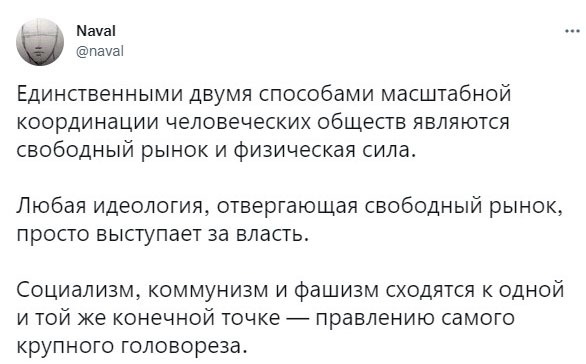 Naval
@naval
Единственными двумя способами масштабной
координации человеческих обществ являются
свободный рынок и физическая сила.
Любая идеология, отвергающая свободный рынок,
просто выступает за власть.
Социализм, коммунизм и фашизм сходятся к одной
и той же конечной точке — правлению самого
крупного головореза.